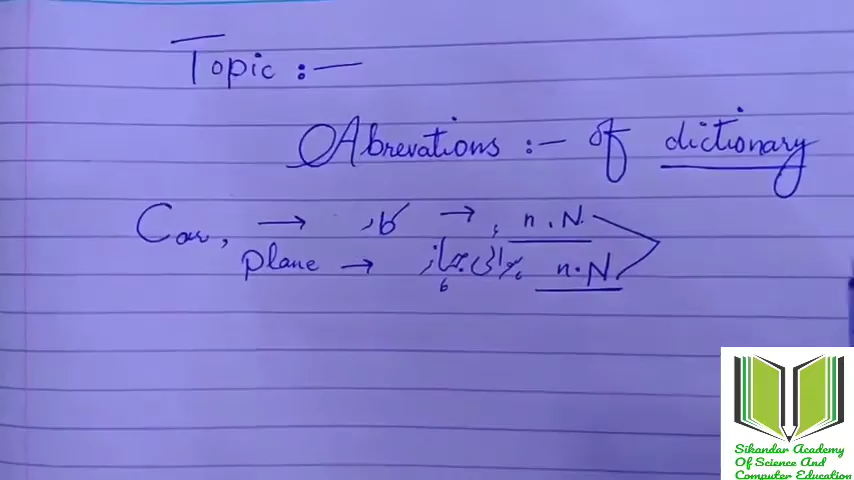 Topic :—
Abrevations :— of dictionary
Car, → کار → , n . N.
plane → ہوائی جہاز n . N
Sikandar Academy
Of Science And
Computer Education